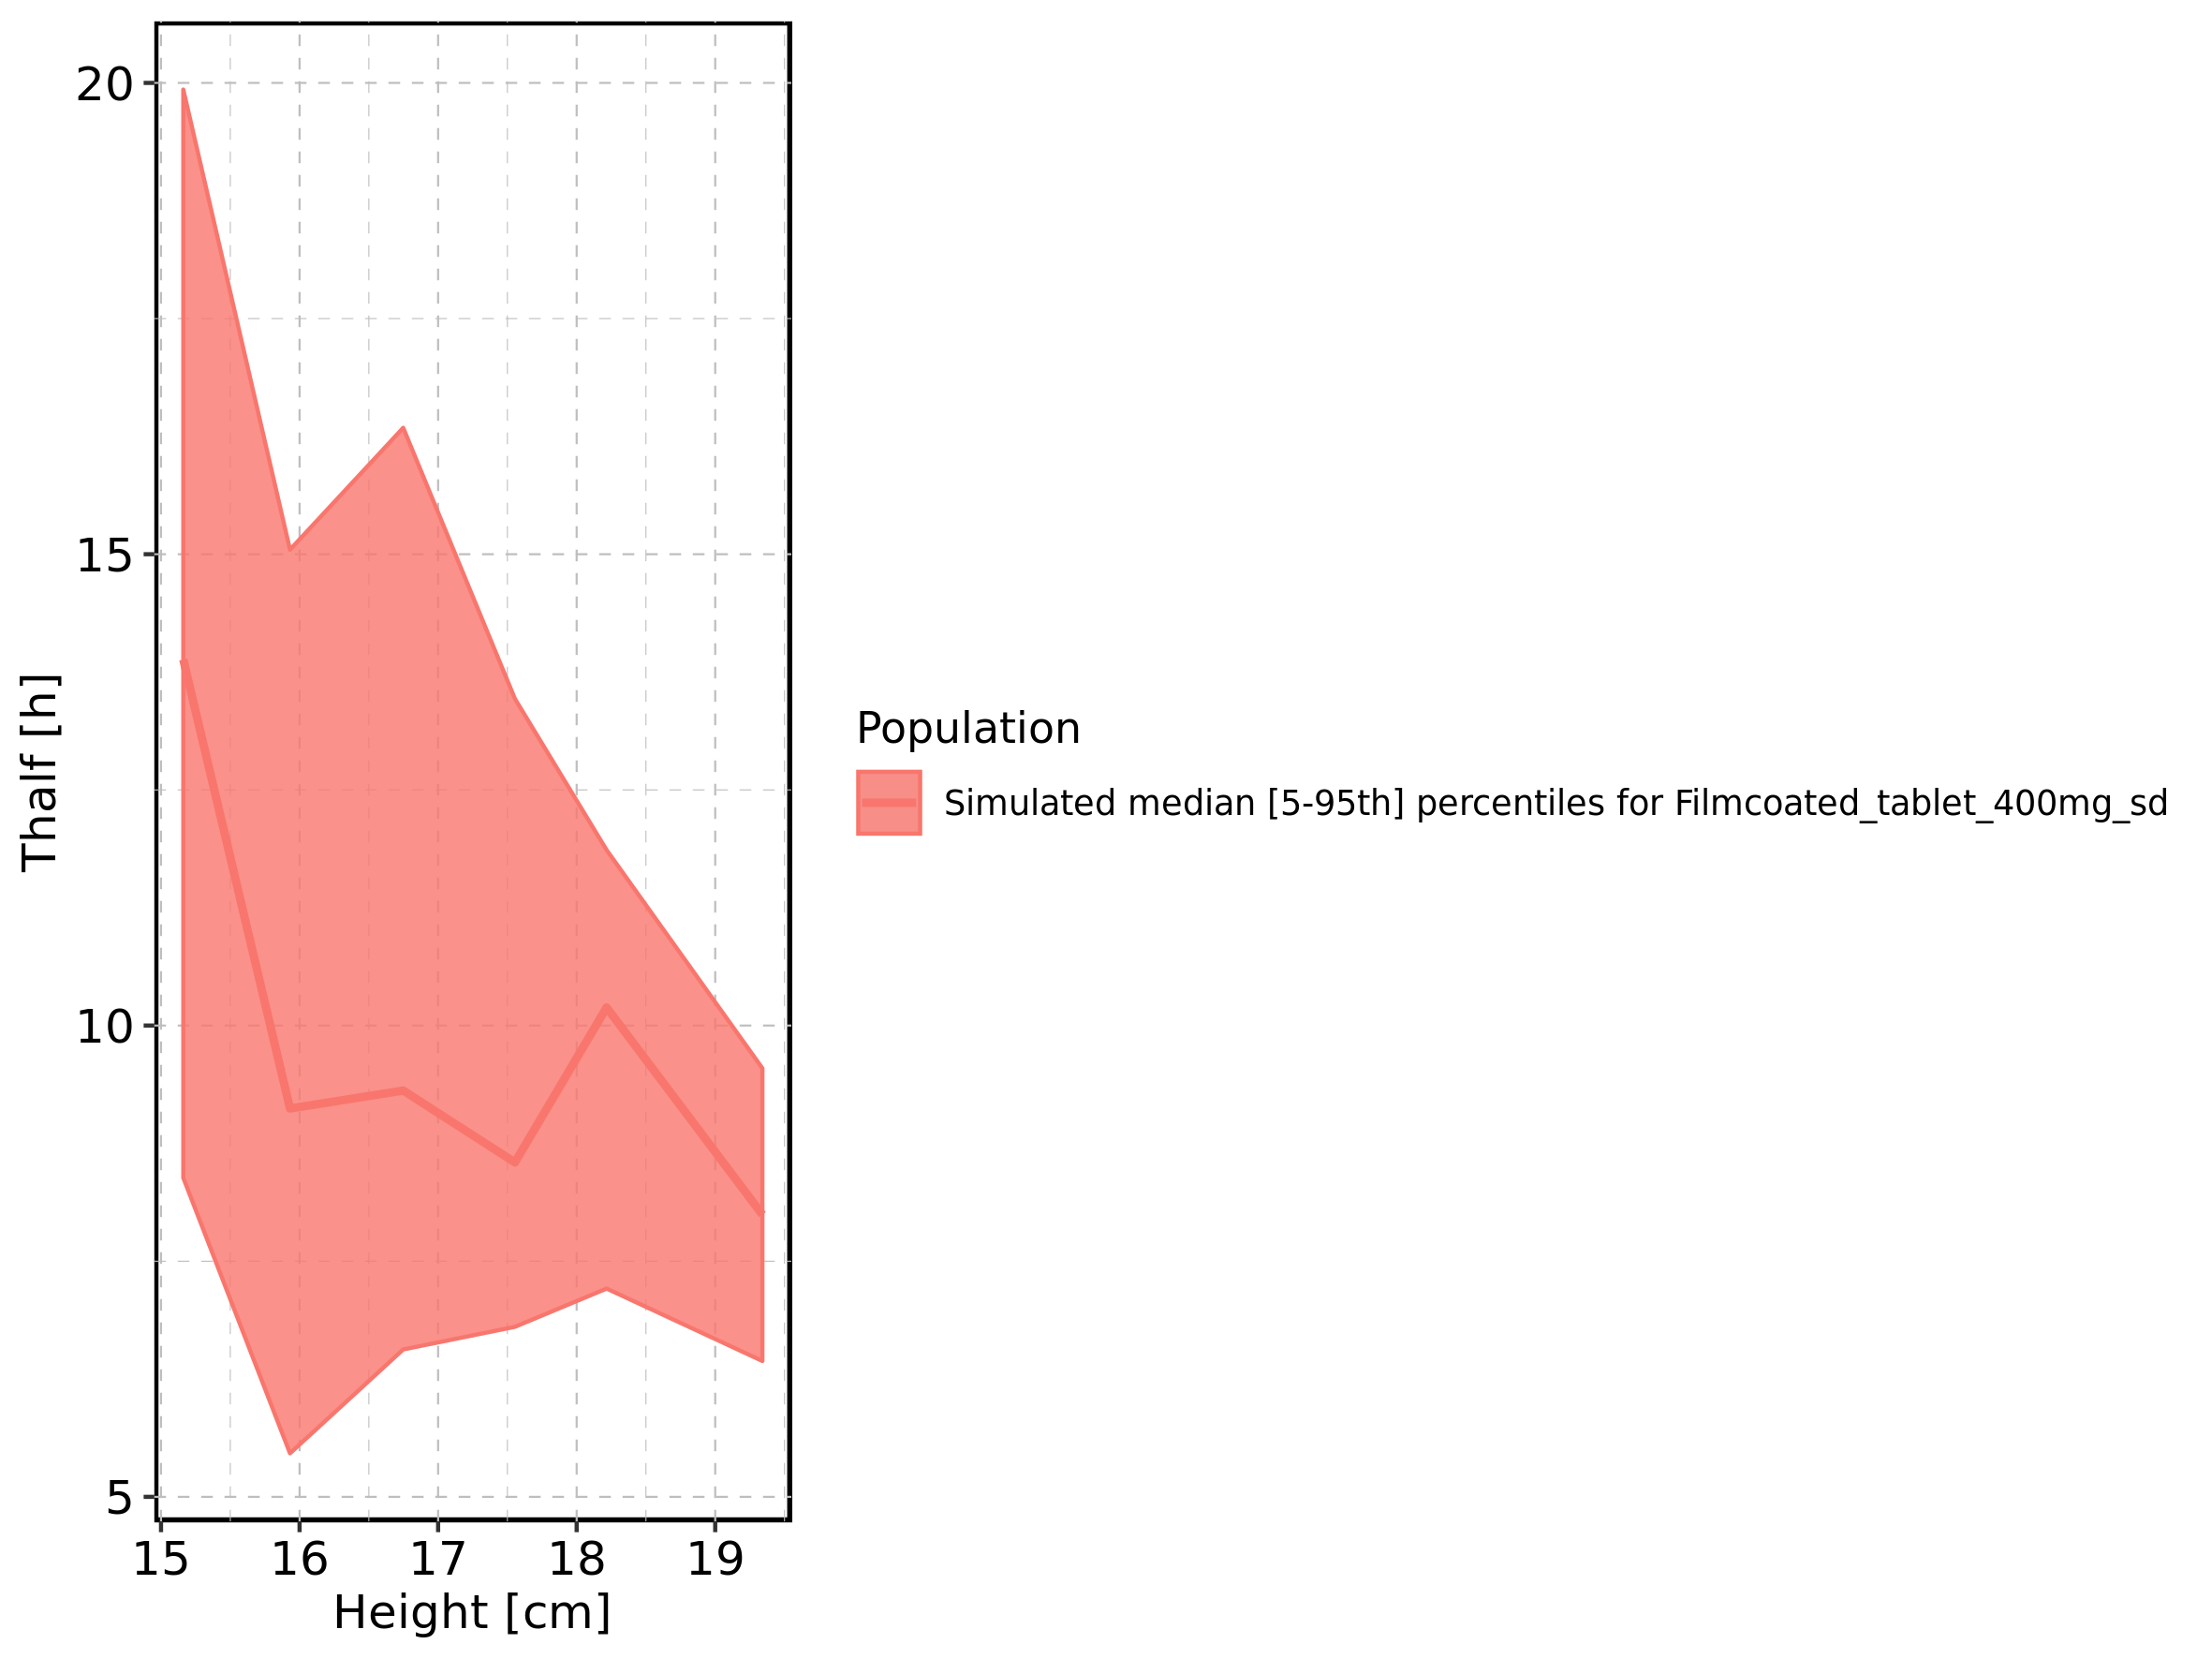 20
15
10
5
Thalf [h]
15 16 17 18 19
Height [cm]
Population
Simulated median [5-95th] percentiles for Filmcoated_tablet_400mg_sd